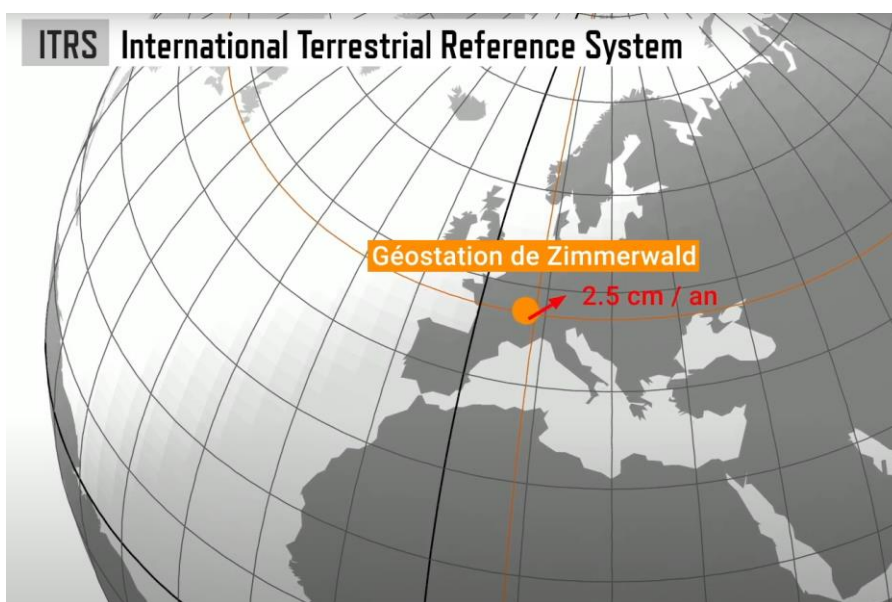 ITRS International Terrestrial Reference System
Géostation de Zimmerwald
2.5 cm / an